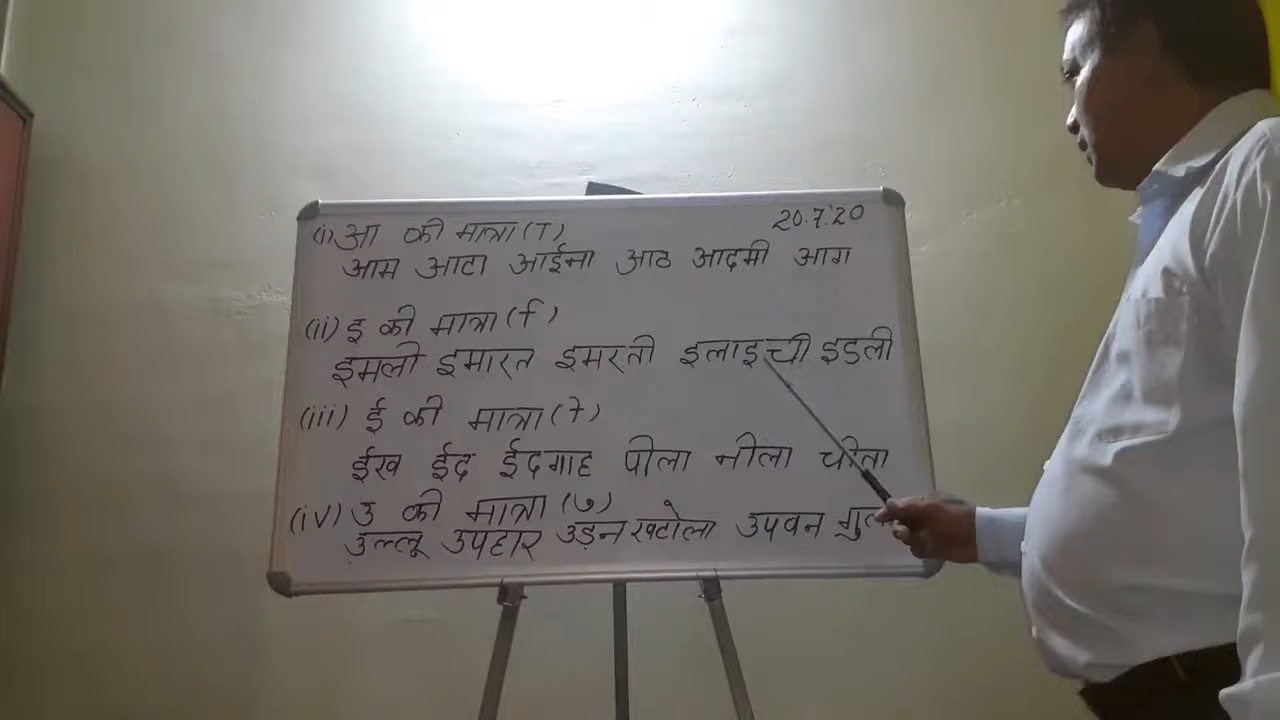 (i) आ की मात्रा (ा) 20.7.20
आम आटा आईना आठ आदमी आग
(ii) इ की मात्रा (ि)
इमली इमारत इमरती इलाइची इडली
(iii) ई की मात्रा (ी)
ईख ईद ईदगाह पीला नीला चीता
(iv) उ की मात्रा (ु)
उल्लू उपहार उड़न खटोला उपवन